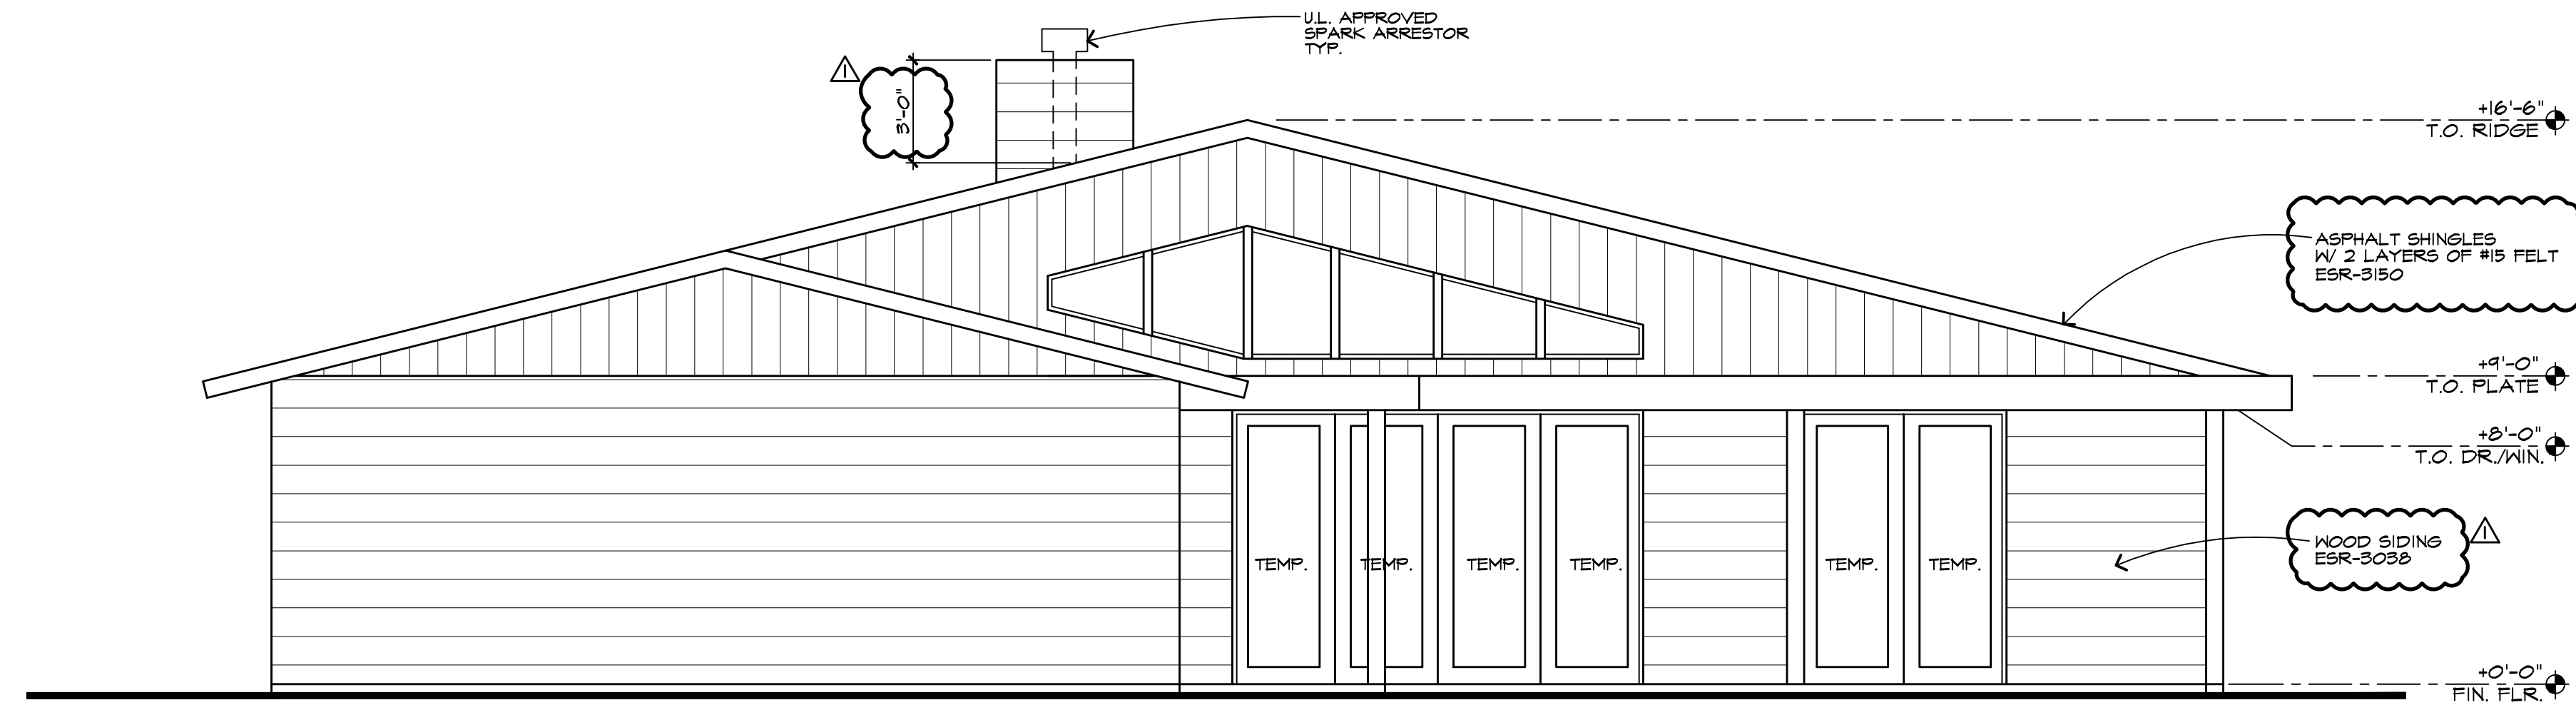 U.L. APPROVED
SPARK ARRESTOR
TYP.
1
3'-0"
+16'-6"
T.O. RIDGE
ASPHALT SHINGLES
W/ 2 LAYERS OF #15 FELT
ESR-3150
+9'-0"
T.O. PLATE
+8'-0"
T.O. DR./WIN.
WOOD SIDING
ESR-3038
1
TEMP.
TEMP.
TEMP.
TEMP.
TEMP.
TEMP.
+0'-0"
FIN. FLR.